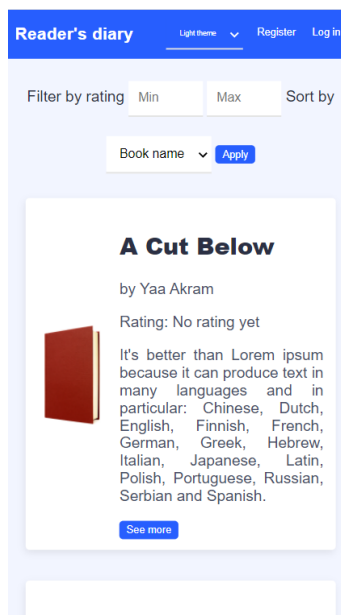 Reader's diary Light theme Register Log in
Filter by rating Min Max Sort by
Book name Apply
A Cut Below
by Yaa Akram
Rating: No rating yet
It's better than Lorem ipsum
because it can produce text in
many languages and in
particular: Chinese, Dutch,
English, Finnish, French,
German, Greek, Hebrew,
Italian, Japanese, Latin,
Polish, Portuguese, Russian,
Serbian and Spanish.
See more